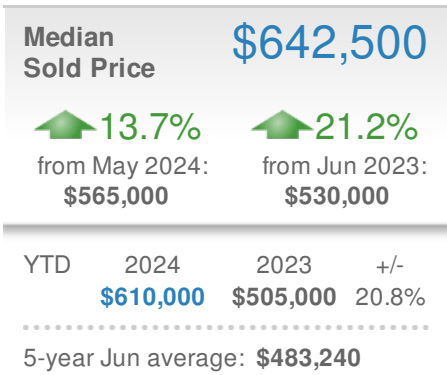 Median
Sold Price
$642,500
13.7%
21.2%
from May 2024:
from Jun 2023:
$565,000
$530,000
YTD 2024 2023 +/-
$610,000 $505,000 20.8%
5-year Jun average: $483,240